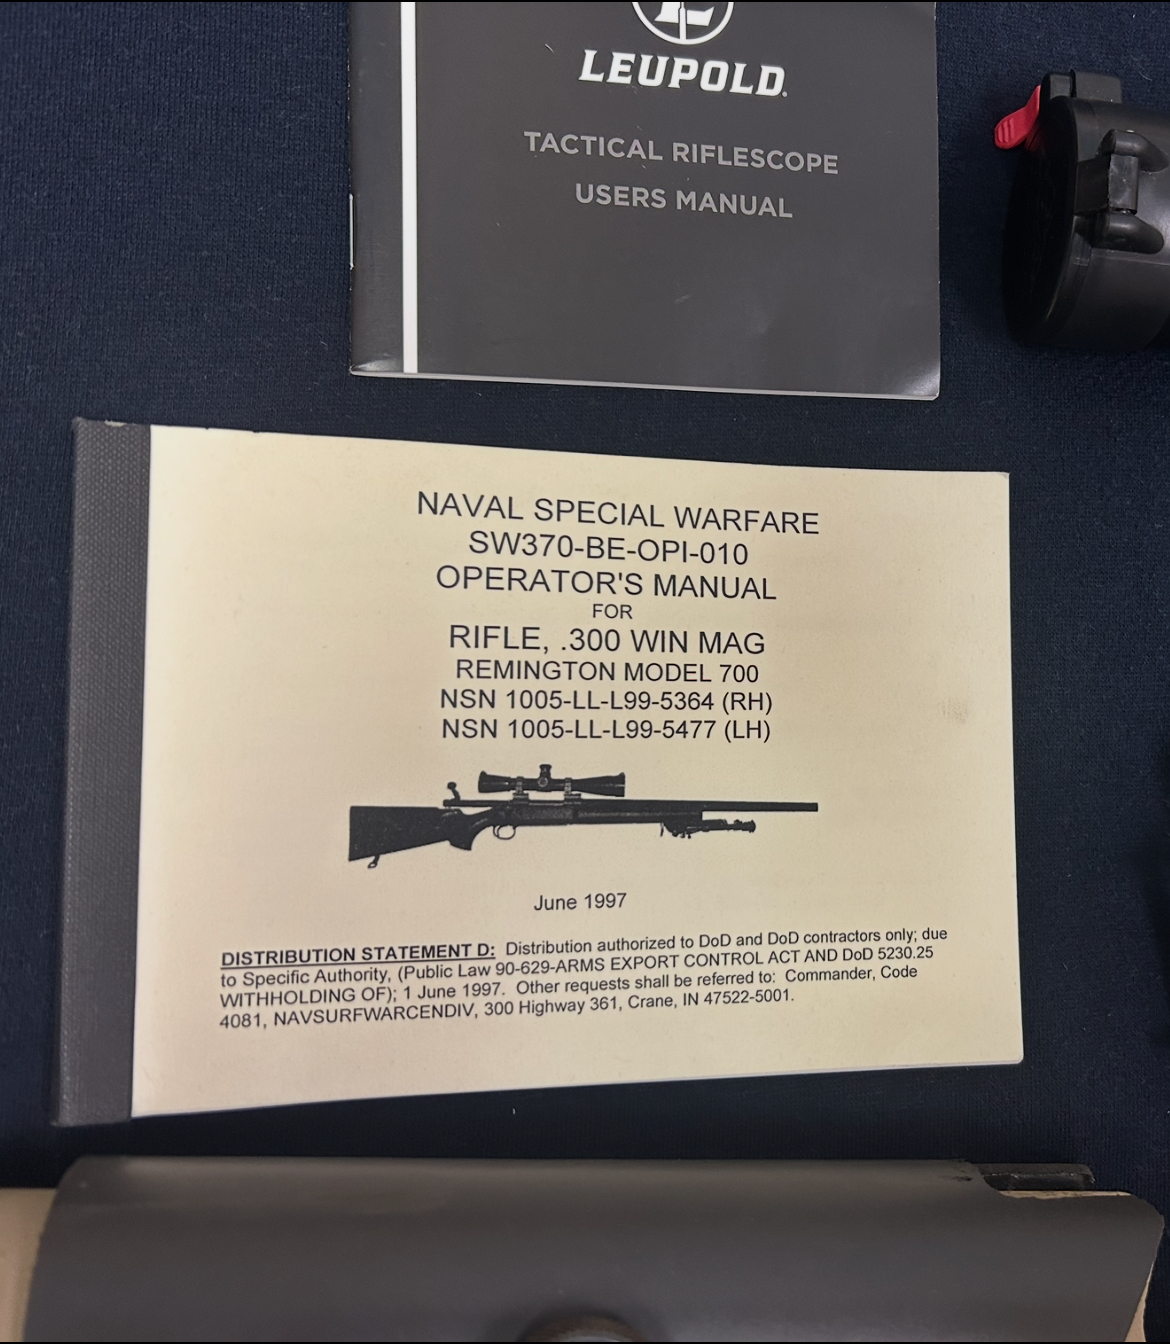 LEUPOLD®
TACTICAL RIFLESCOPE
USERS MANUAL
NAVAL SPECIAL WARFARE
SW370-BE-OPI-010
OPERATOR'S MANUAL
FOR
RIFLE, .300 WIN MAG
REMINGTON MODEL 700
NSN 1005-LL-L99-5364 (RH)
NSN 1005-LL-L99-5477 (LH)
June 1997
DISTRIBUTION STATEMENT D: Distribution authorized to DoD and DoD contractors only; due
to Specific Authority, (Public Law 90-629-ARMS EXPORT CONTROL ACT AND DoD 5230.25
WITHHOLDING OF); 1 June 1997. Other requests shall be referred to: Commander, Code
4081, NAVSURFWARCENDIV, 300 Highway 361, Crane, IN 47522-5001.